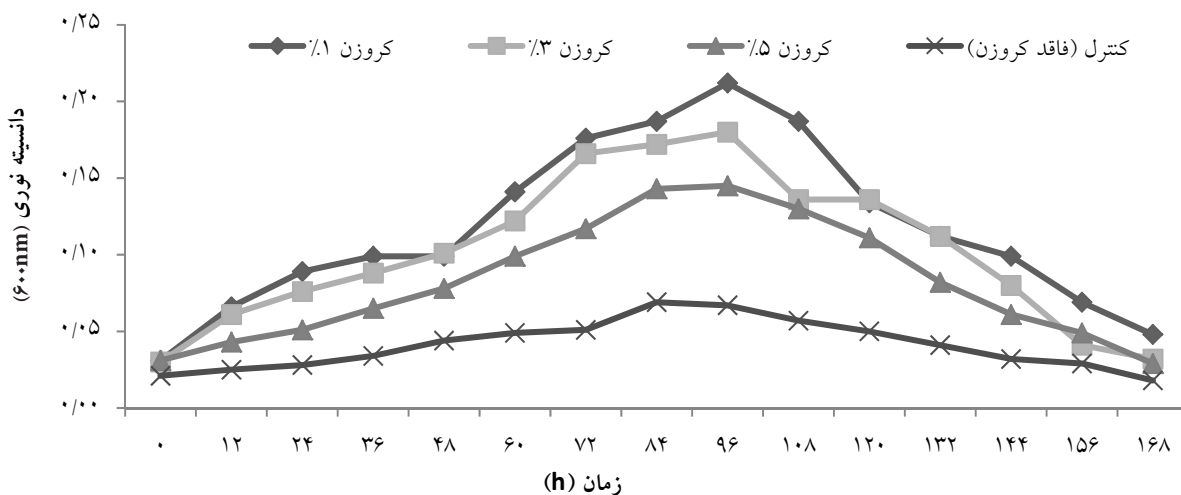 کروزن ۱٪
کروزن ۳٪
کروزن ۵٪
کنترل (فاقد کروزن)
دانسیته نوری (۶۰۰nm)
۰/۲۵
۰/۲۰
۰/۱۵
۰/۱۰
۰/۰۵
۰/۰۰
۰ ۱۲ ۲۴ ۳۶ ۴۸ ۶۰ ۷۲ ۸۴ ۹۶ ۱۰۸ ۱۲۰ ۱۳۲ ۱۴۴ ۱۵۶ ۱۶۸
زمان (h)